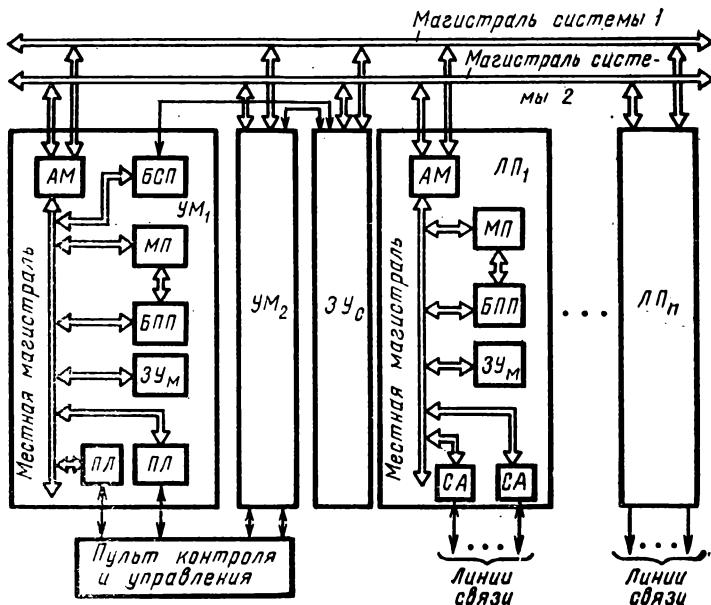 Магистраль системы 1
Магистраль систе-
мы 2
АМ
БСП
УМ1
МП
БПП
ЗУм
ПЛ
ПЛ
Местная магистраль
УМ2
ЗУс
АМ
ЛП1
МП
БПП
ЗУм
СА
СА
Местная магистраль
...
ЛПп
Пульт контроля
и управления
...
Линии
связи
...
Линии
связи